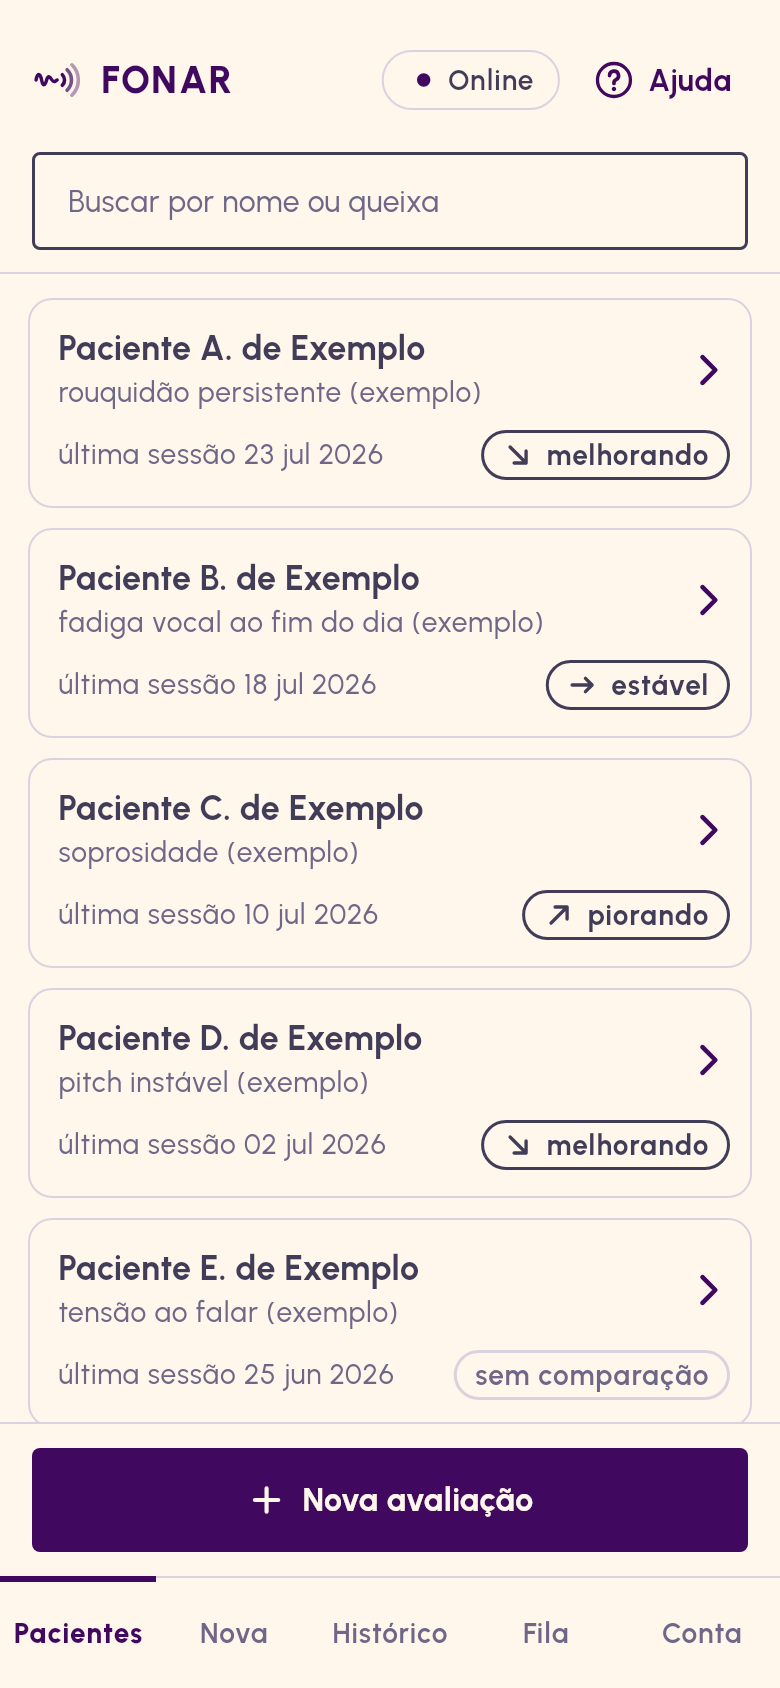 FONAR
Online
Ajuda
Buscar por nome ou queixa
Paciente A. de Exemplo
rouquidão persistente (exemplo)
última sessão 23 jul 2026
melhorando
Paciente B. de Exemplo
fadiga vocal ao fim do dia (exemplo)
última sessão 18 jul 2026
estável
Paciente C. de Exemplo
soprosidade (exemplo)
última sessão 10 jul 2026
piorando
Paciente D. de Exemplo
pitch instável (exemplo)
última sessão 02 jul 2026
melhorando
Paciente E. de Exemplo
tensão ao falar (exemplo)
última sessão 25 jun 2026
sem comparação
Nova avaliação
Pacientes
Nova
Histórico
Fila
Conta